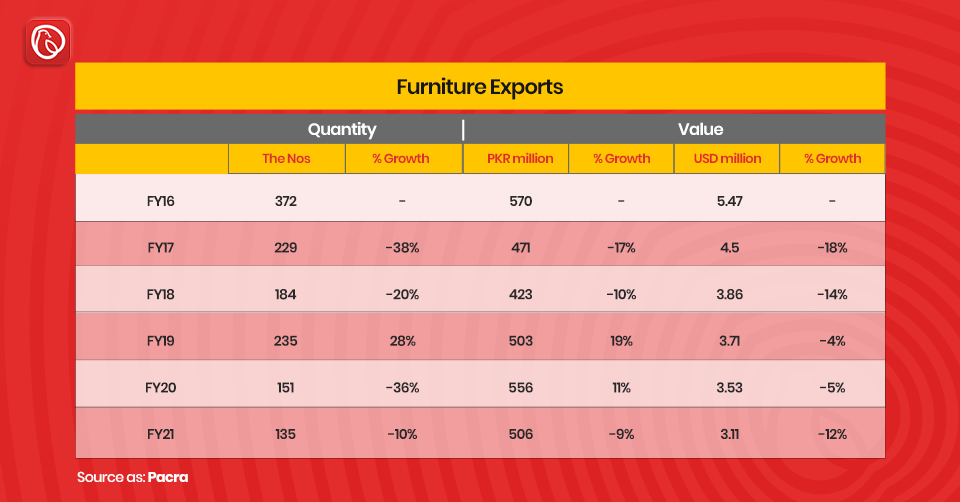 Furniture Exports
Quantity | Value
The Nos % Growth PKR million % Growth USD million % Growth
FY16 372 - 570 - 5.47 -
FY17 229 -38% 471 -17% 4.5 -18%
FY18 184 -20% 423 -10% 3.86 -14%
FY19 235 28% 503 19% 3.71 -4%
FY20 151 -36% 556 11% 3.53 -5%
FY21 135 -10% 506 -9% 3.11 -12%
Source as: Pacra